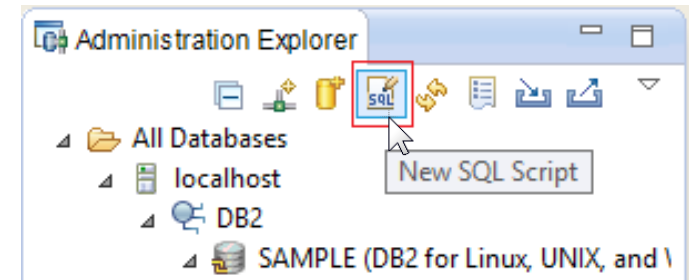 Administration Explorer
SQL
All Databases
localhost
New SQL Script
DB2
SAMPLE (DB2 for Linux, UNIX, and